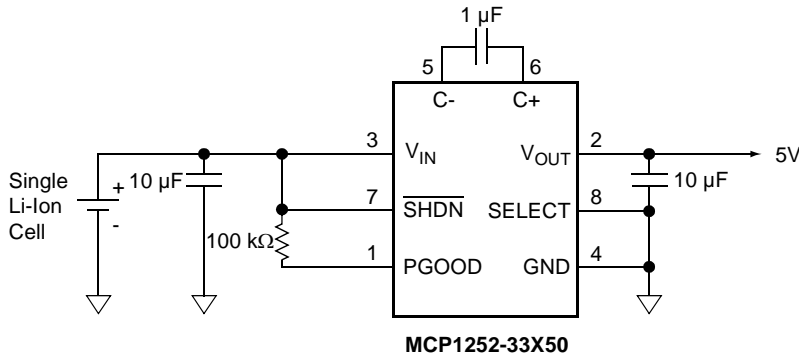 1 µF
5 6
C- C+
3 V_IN V_OUT 2 5V
Single
Li-Ion
Cell
+
-
10 µF
7 SHDN SELECT 8 10 µF
100 kΩ
1 PGOOD GND 4
MCP1252-33X50